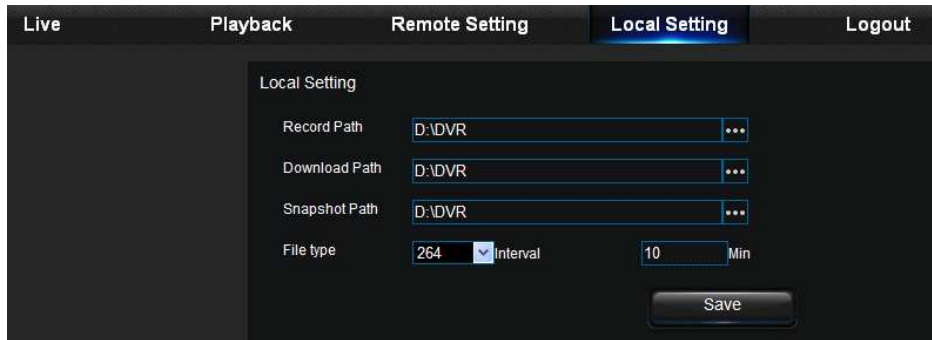 Live Playback Remote Setting Local Setting Logout
Local Setting
Record Path D:\DVR •••
Download Path D:\DVR •••
Snapshot Path D:\DVR •••
File type 264 Interval 10 Min
Save